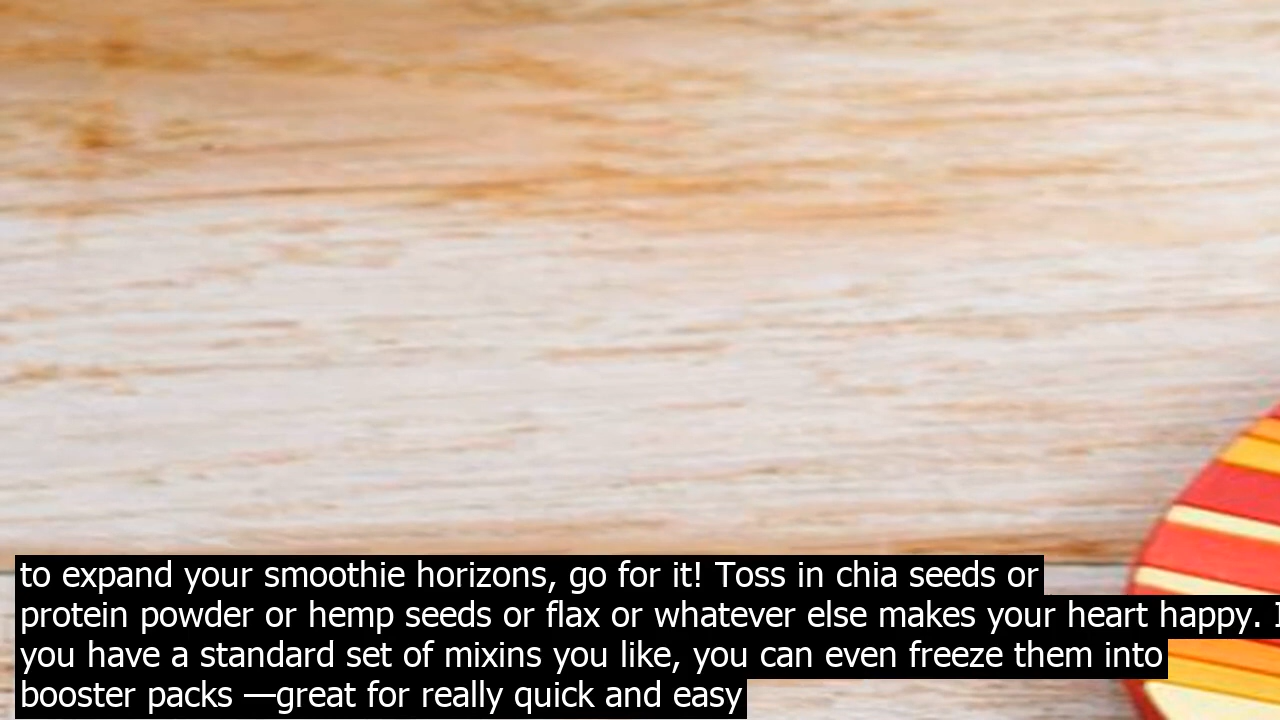 to expand your smoothie horizons, go for it! Toss in chia seeds or
protein powder or hemp seeds or flax or whatever else makes your heart happy.
you have a standard set of mixins you like, you can even freeze them into
booster packs —great for really quick and easy